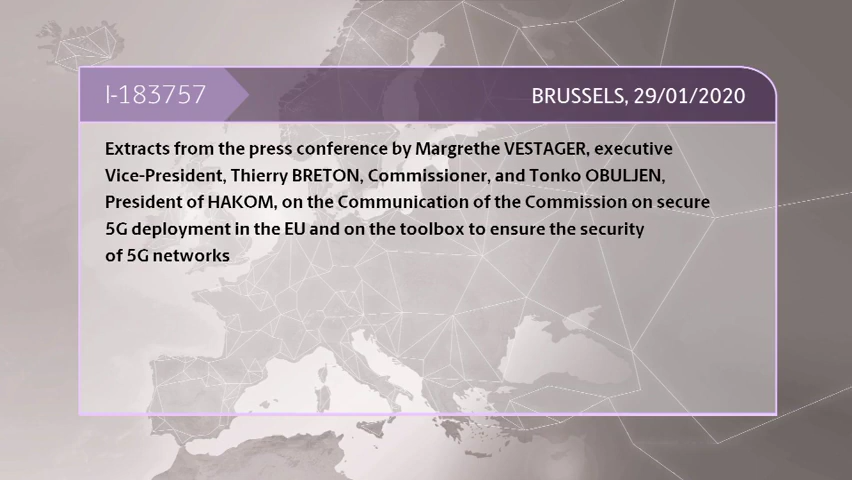 I-183757
BRUSSELS, 29/01/2020
Extracts from the press conference by Margrethe VESTAGER, executive
Vice-President, Thierry BRETON, Commissioner, and Tonko OBULJEN,
President of HAKOM, on the Communication of the Commission on secure
5G deployment in the EU and on the toolbox to ensure the security
of 5G networks